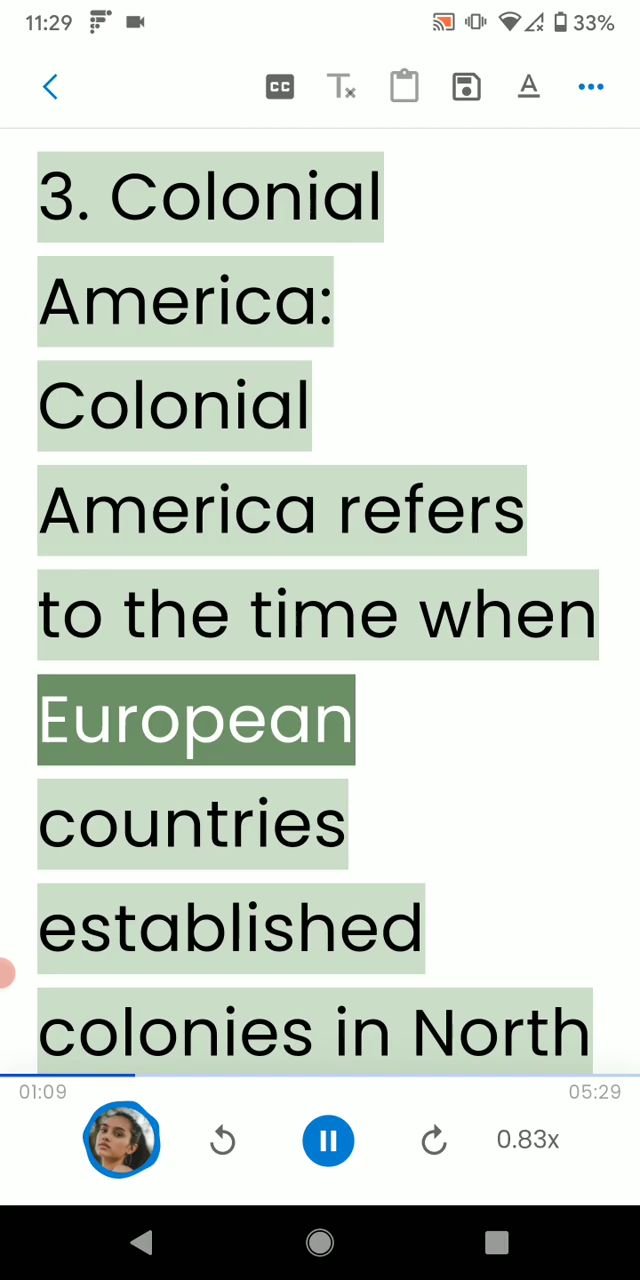 11:29
33%
CC
3. Colonial
America:
Colonial
America refers
to the time when
European
countries
established
colonies in North
01:09
05:29
0.83x